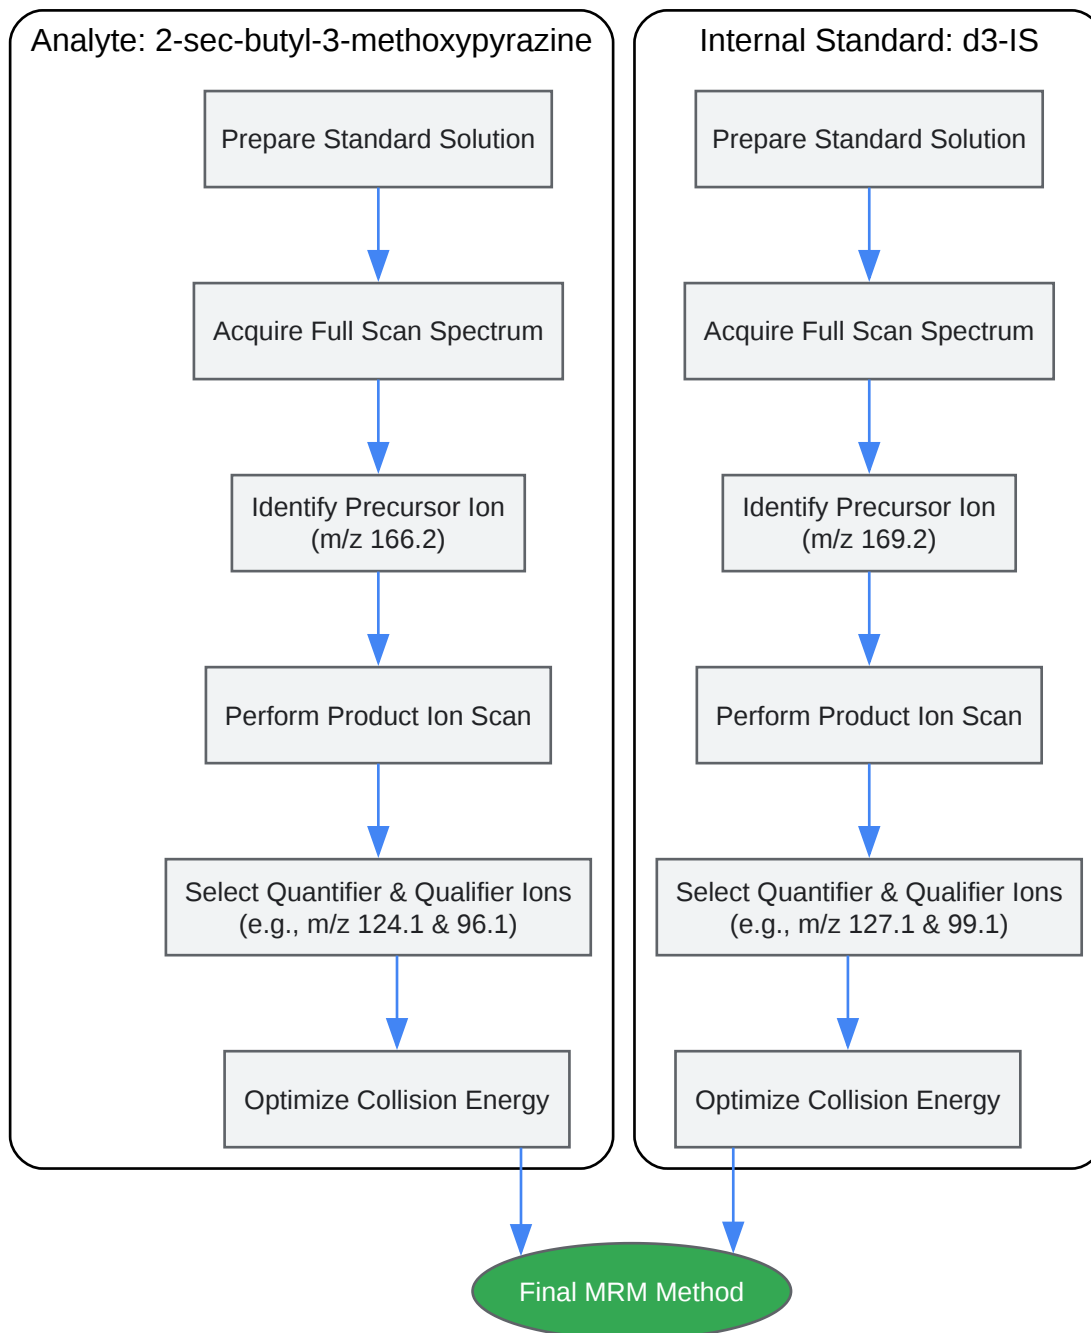 Analyte: 2-sec-butyl-3-methoxypyrazine
Prepare Standard Solution
Acquire Full Scan Spectrum
Identify Precursor Ion
(m/z 166.2)
Perform Product Ion Scan
Select Quantifier & Qualifier Ions
(e.g., m/z 124.1 & 96.1)
Optimize Collision Energy
Internal Standard: d3-IS
Prepare Standard Solution
Acquire Full Scan Spectrum
Identify Precursor Ion
(m/z 169.2)
Perform Product Ion Scan
Select Quantifier & Qualifier Ions
(e.g., m/z 127.1 & 99.1)
Optimize Collision Energy
Final MRM Method